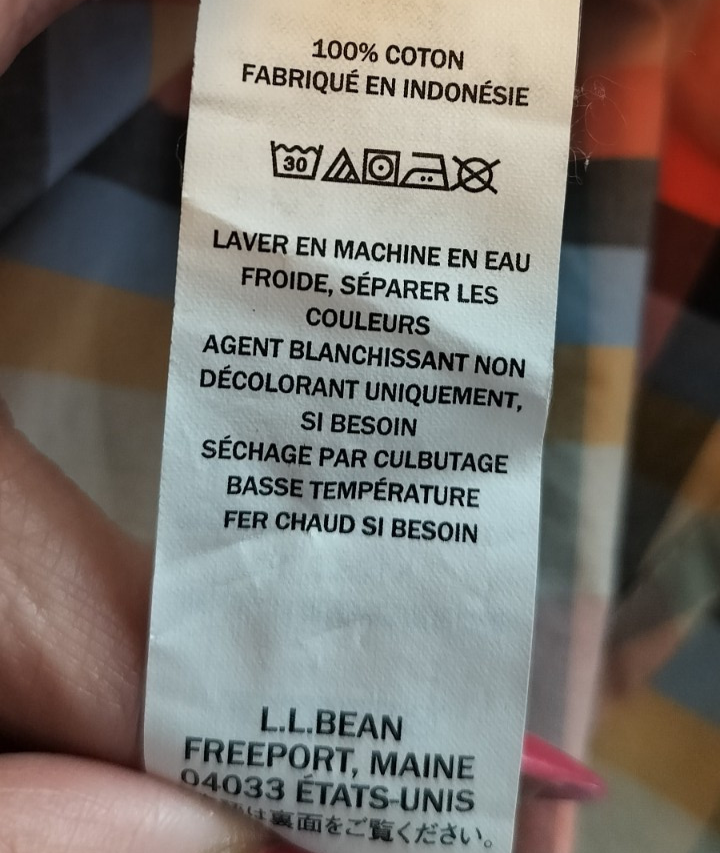 100% COTON
FABRIQUÉ EN INDONÉSIE
30
LAVER EN MACHINE EN EAU
FROIDE, SÉPARER LES
COULEURS
AGENT BLANCHISSANT NON
DÉCOLORANT UNIQUEMENT,
SI BESOIN
SÉCHAGE PAR CULBUTAGE
BASSE TEMPÉRATURE
FER CHAUD SI BESOIN
L.L.BEAN
FREEPORT, MAINE
04033 ÉTATS-UNIS
は裏面をご覧ください。